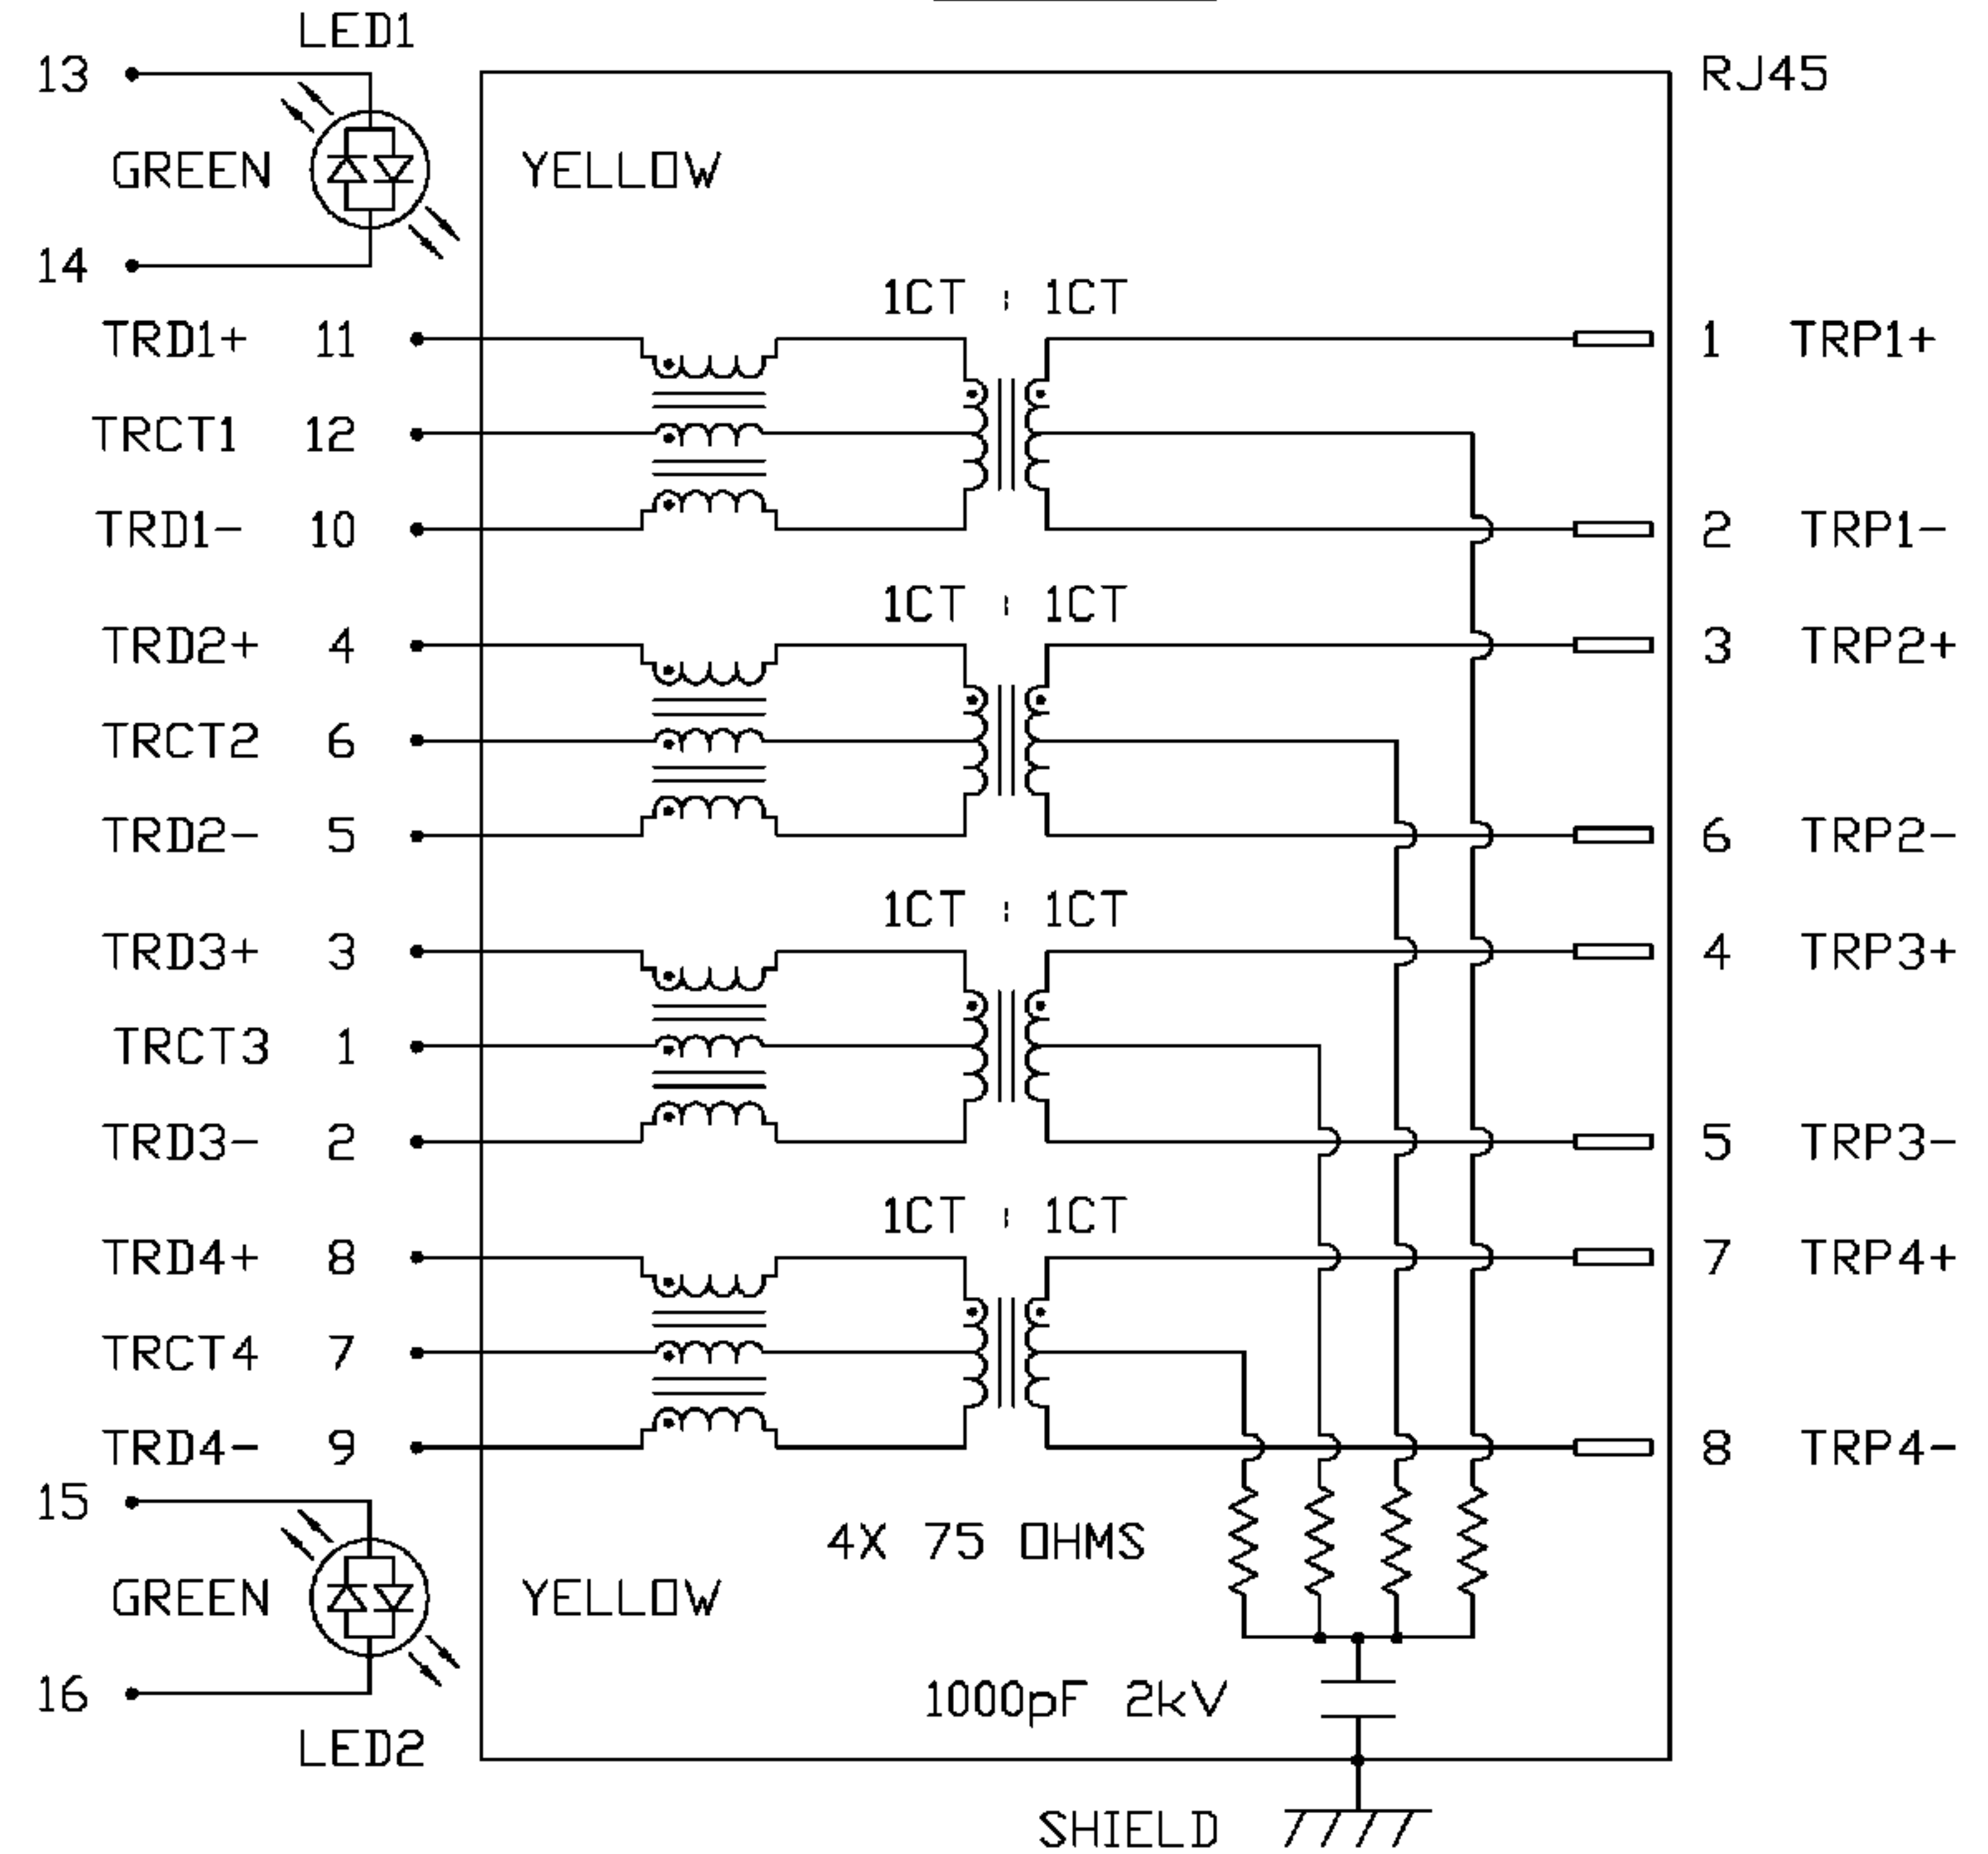 LED1
13 RJ45
GREEN YELLOW
14
1CT : 1CT
TRD1+ 11 1 TRP1+
TRCT1 12
TRD1- 10 2 TRP1-
1CT : 1CT
TRD2+ 4 3 TRP2+
TRCT2 6
TRD2- 5 6 TRP2-
1CT : 1CT
TRD3+ 3 4 TRP3+
TRCT3 1
TRD3- 2 5 TRP3-
1CT : 1CT
TRD4+ 8 7 TRP4+
TRCT4 7
TRD4- 9 8 TRP4-
15
4X 75 OHMS
GREEN YELLOW
16 1000pF 2kV
LED2
SHIELD